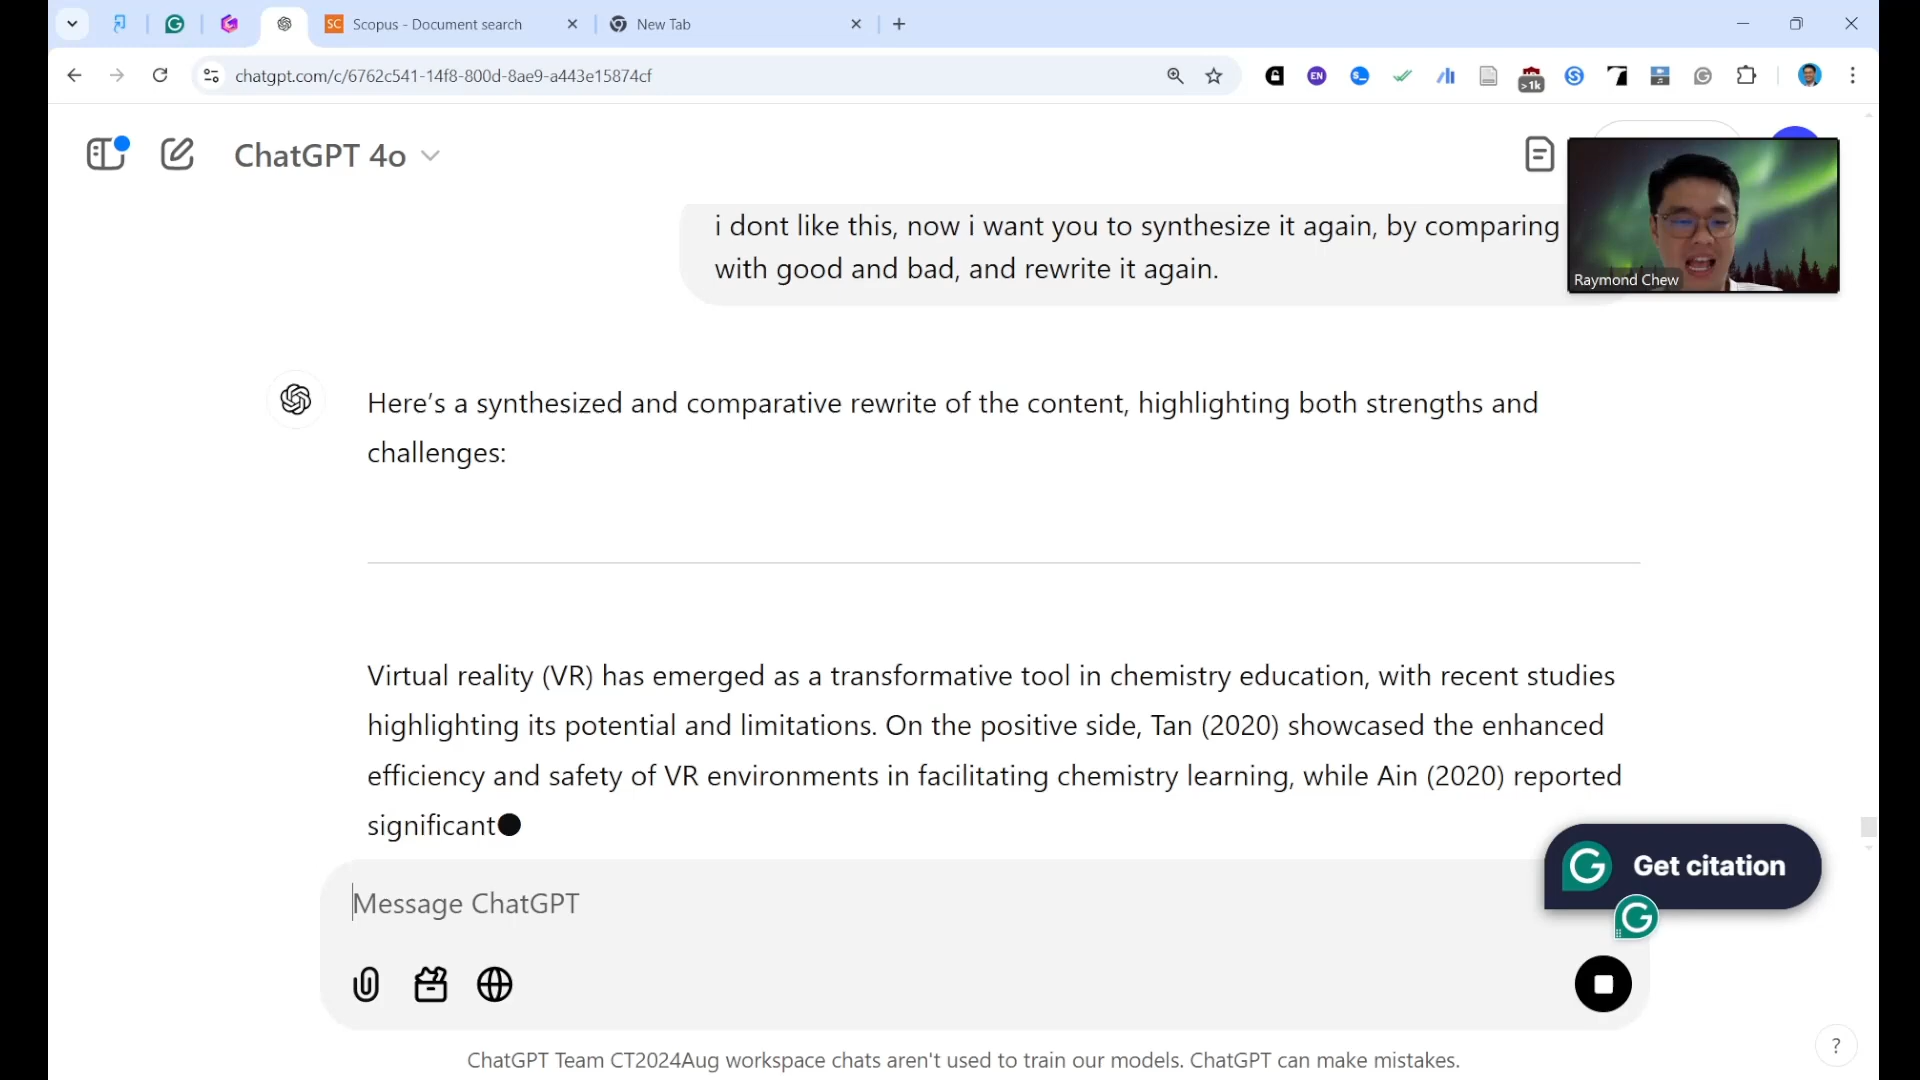 SC Scopus - Document search
New Tab
chatgpt.com/c/6762c541-14f8-800d-8ae9-a443e15874cf
EN
>1k
ChatGPT 4o
i dont like this, now i want you to synthesize it again, by comparing
with good and bad, and rewrite it again.
Raymond Chew
Here’s a synthesized and comparative rewrite of the content, highlighting both strengths and
challenges:
Virtual reality (VR) has emerged as a transformative tool in chemistry education, with recent studies
highlighting its potential and limitations. On the positive side, Tan (2020) showcased the enhanced
efficiency and safety of VR environments in facilitating chemistry learning, while Ain (2020) reported
significant
Get citation
Message ChatGPT
ChatGPT Team CT2024Aug workspace chats aren't used to train our models. ChatGPT can make mistakes.
?